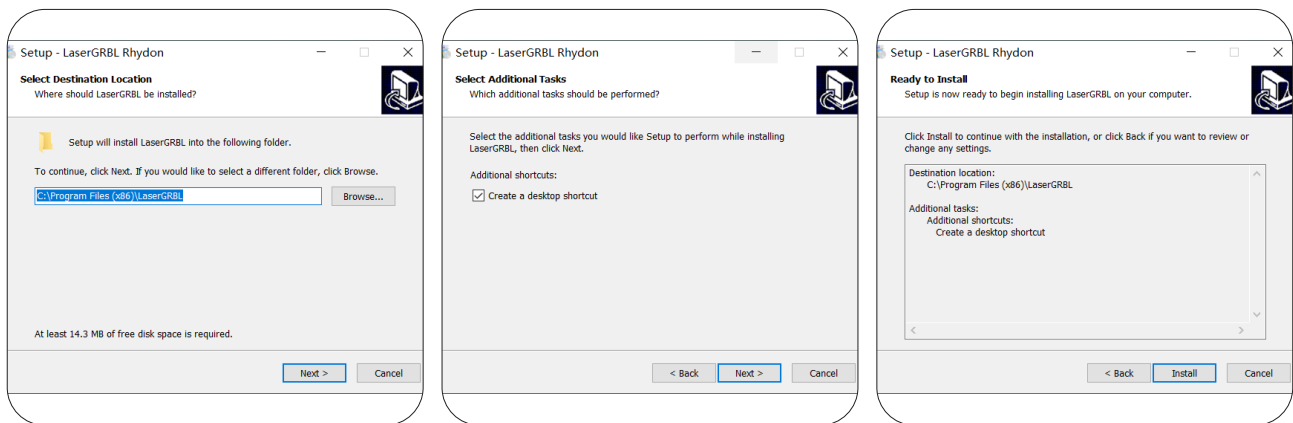 Setup - LaserGRBL Rhydon
Select Destination Location
Where should LaserGRBL be installed?
Setup will install LaserGRBL into the following folder.
To continue, click Next. If you would like to select a different folder, click Browse.
C:\Program Files (x86)\LaserGRBL
Browse...
At least 14.3 MB of free disk space is required.
Next >
Cancel
Setup - LaserGRBL Rhydon
Select Additional Tasks
Which additional tasks should be performed?
Select the additional tasks you would like Setup to perform while installing
LaserGRBL, then click Next.
Additional shortcuts:
Create a desktop shortcut
< Back
Next >
Cancel
Setup - LaserGRBL Rhydon
Ready to Install
Setup is now ready to begin installing LaserGRBL on your computer.
Click Install to continue with the installation, or click Back if you want to review or
change any settings.
Destination location:
C:\Program Files (x86)\LaserGRBL
Additional tasks:
Additional shortcuts:
Create a desktop shortcut
< Back
Install
Cancel